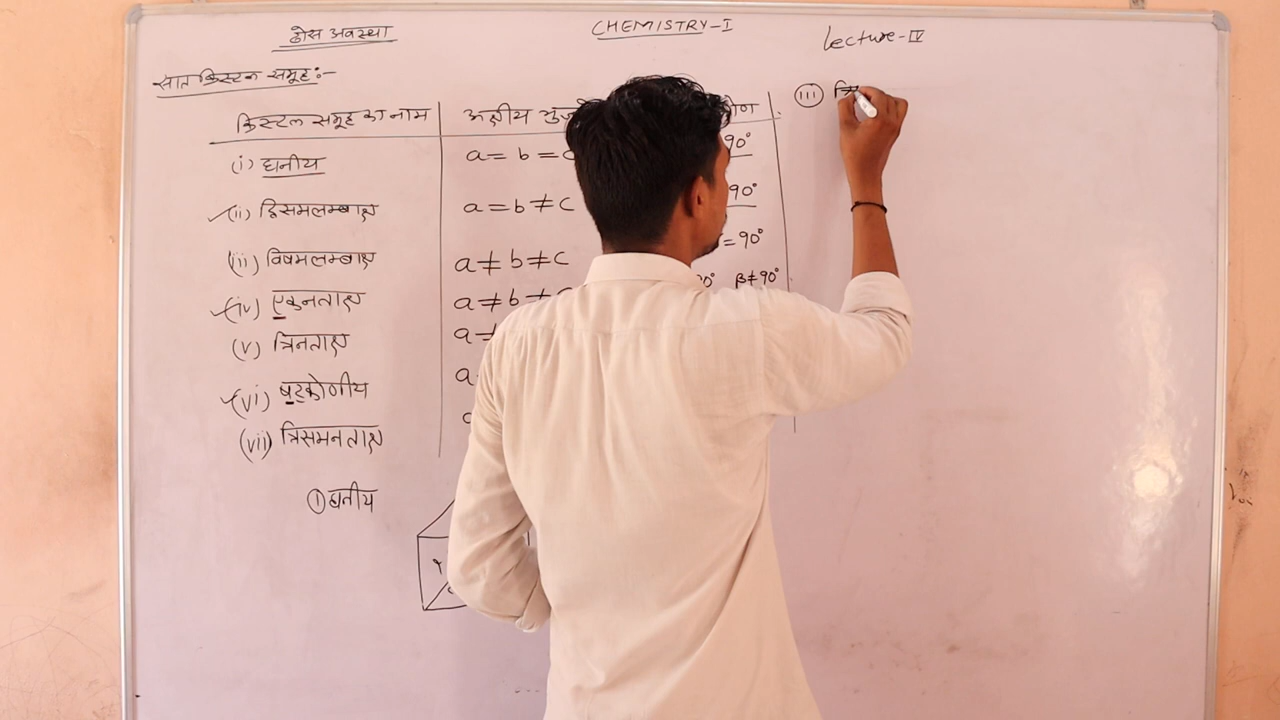 ठोस अवस्था
CHEMISTRY-I
Lecture-IV
सात क्रिस्टल समूह :-
क्रिस्टल समूह का नाम अक्षीय
(i) घनीय a = b = c 90°
(ii) द्विसमलम्बाक्ष a = b ≠ c 90°
(iii) विषमलम्बाक्ष a ≠ b ≠ c = 90°
(iv) एकनताक्ष a ≠ b ≠ β ≠ 90°
(v) त्रिनताक्ष a ≠
(vi) षट्कोणीय a
(vii) त्रिसमनताक्ष
① घनीय
(iii)